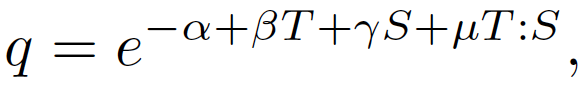 q = e^{-α+βT+γS+μT:S},